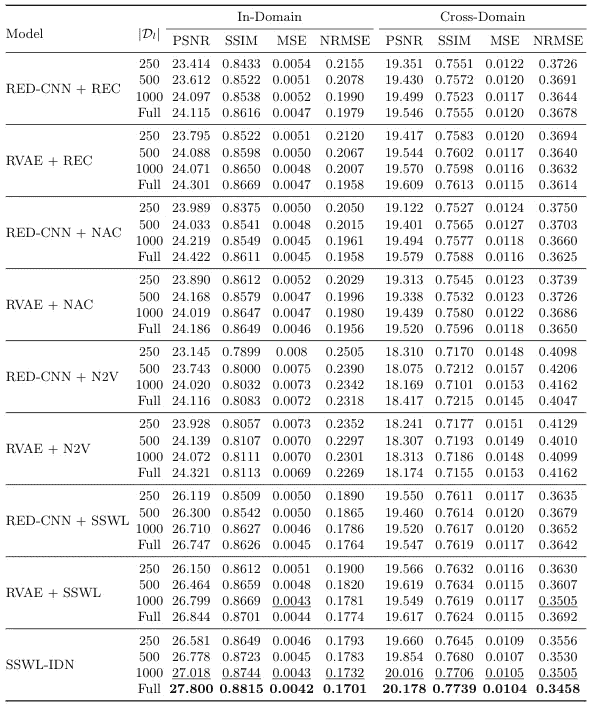 In-Domain Cross-Domain
Model |𝒟l| PSNR SSIM MSE NRMSE PSNR SSIM MSE NRMSE
250 23.414 0.8433 0.0054 0.2155 19.351 0.7551 0.0122 0.3726
500 23.612 0.8522 0.0051 0.2078 19.430 0.7572 0.0120 0.3691
RED-CNN + REC
1000 24.097 0.8538 0.0052 0.1990 19.499 0.7523 0.0117 0.3644
Full 24.115 0.8616 0.0047 0.1979 19.546 0.7555 0.0120 0.3678
250 23.795 0.8522 0.0051 0.2120 19.417 0.7583 0.0120 0.3694
500 24.088 0.8598 0.0050 0.2067 19.544 0.7602 0.0117 0.3640
RVAE + REC
1000 24.071 0.8650 0.0048 0.2007 19.570 0.7598 0.0116 0.3632
Full 24.301 0.8669 0.0047 0.1958 19.609 0.7613 0.0115 0.3614
250 23.989 0.8375 0.0050 0.2050 19.122 0.7527 0.0124 0.3750
500 24.033 0.8541 0.0048 0.2015 19.401 0.7565 0.0127 0.3703
RED-CNN + NAC
1000 24.219 0.8549 0.0045 0.1961 19.494 0.7577 0.0118 0.3660
Full 24.422 0.8611 0.0045 0.1958 19.579 0.7588 0.0116 0.3625
250 23.890 0.8612 0.0052 0.2029 19.313 0.7545 0.0123 0.3739
500 24.168 0.8579 0.0047 0.1996 19.338 0.7532 0.0123 0.3726
RVAE + NAC
1000 24.019 0.8647 0.0047 0.1980 19.439 0.7580 0.0122 0.3686
Full 24.186 0.8649 0.0046 0.1956 19.520 0.7596 0.0118 0.3650
250 23.145 0.7899 0.008 0.2505 18.310 0.7170 0.0148 0.4098
500 23.743 0.8000 0.0075 0.2390 18.075 0.7212 0.0157 0.4206
RED-CNN + N2V
1000 24.020 0.8032 0.0073 0.2342 18.169 0.7101 0.0153 0.4162
Full 24.116 0.8083 0.0072 0.2318 18.417 0.7215 0.0145 0.4047
250 23.928 0.8057 0.0073 0.2352 18.241 0.7177 0.0151 0.4129
500 24.139 0.8107 0.0070 0.2297 18.307 0.7193 0.0149 0.4010
RVAE + N2V
1000 24.072 0.8111 0.0070 0.2301 18.313 0.7186 0.0148 0.4099
Full 24.321 0.8113 0.0069 0.2269 18.174 0.7155 0.0153 0.4162
250 26.119 0.8509 0.0050 0.1890 19.550 0.7611 0.0117 0.3635
500 26.300 0.8542 0.0050 0.1865 19.460 0.7614 0.0120 0.3679
RED-CNN + SSWL
1000 26.710 0.8627 0.0046 0.1786 19.520 0.7617 0.0120 0.3652
Full 26.747 0.8626 0.0045 0.1764 19.547 0.7619 0.0117 0.3642
250 26.150 0.8612 0.0051 0.1900 19.566 0.7632 0.0116 0.3630
500 26.464 0.8659 0.0048 0.1820 19.619 0.7634 0.0115 0.3607
RVAE + SSWL
1000 26.799 0.8669 0.0043 0.1781 19.549 0.7619 0.0117 0.3505
Full 26.844 0.8701 0.0044 0.1774 19.617 0.7624 0.0115 0.3692
250 26.581 0.8649 0.0046 0.1793 19.660 0.7645 0.0109 0.3556
500 26.778 0.8723 0.0045 0.1783 19.854 0.7680 0.0107 0.3530
SSWL-IDN
1000 27.018 0.8744 0.0043 0.1732 20.016 0.7706 0.0105 0.3505
Full 27.800 0.8815 0.0042 0.1701 20.178 0.7739 0.0104 0.3458